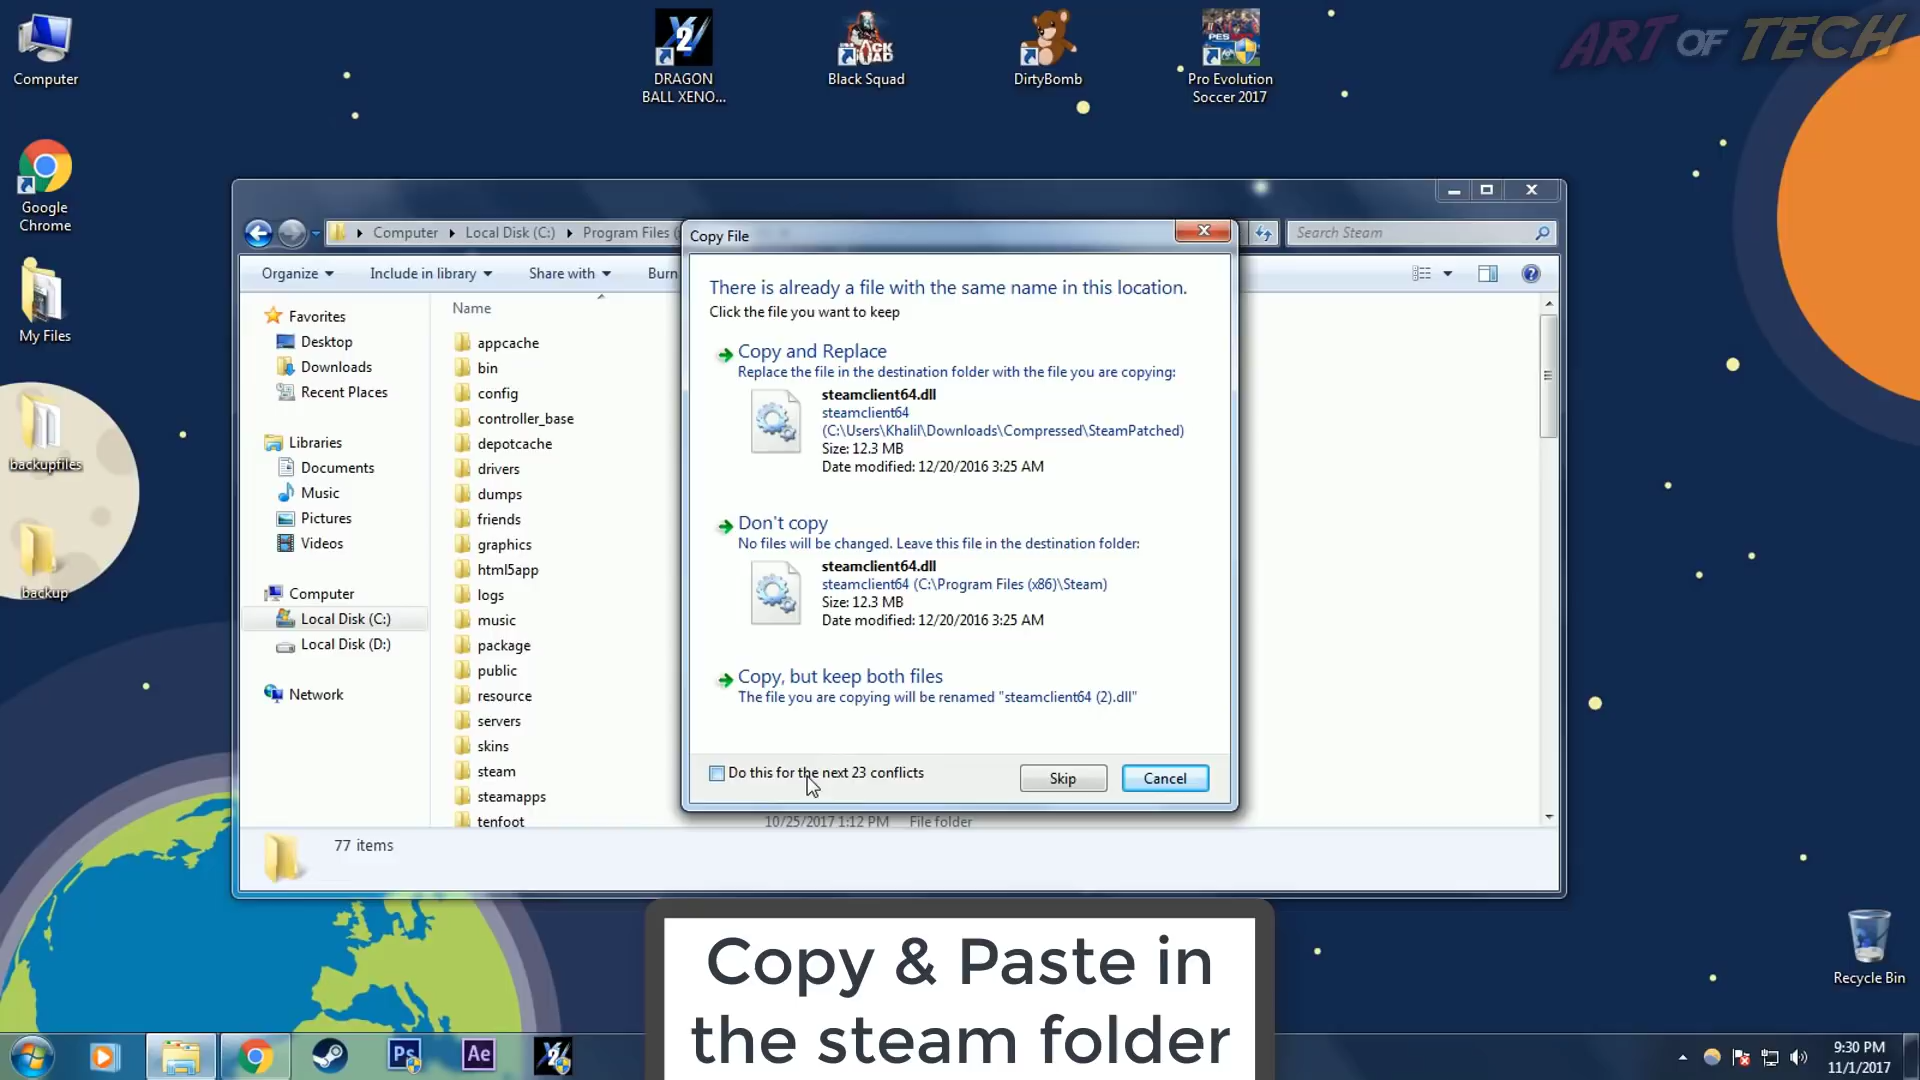 Computer
DRAGON
BALL XENO...
Black Squad
DirtyBomb
Pro Evolution
Soccer 2017
ART OF TECH
Google
Chrome
My Files
backupfiles
backup
Computer
Local Disk (C:)
Program Files (
Search Steam
Organize
Include in library
Share with
Burn
Name
Favorites
Desktop
Downloads
Recent Places
Libraries
Documents
Music
Pictures
Videos
Computer
Local Disk (C:)
Local Disk (D:)
Network
appcache
bin
config
controller_base
depotcache
drivers
dumps
friends
graphics
html5app
logs
music
package
public
resource
servers
skins
steam
steamapps
tenfoot
10/25/2017 1:12 PM
File folder
77 items
Copy File
There is already a file with the same name in this location.
Click the file you want to keep
Copy and Replace
Replace the file in the destination folder with the file you are copying:
steamclient64.dll
steamclient64
(C:\Users\Khalil\Downloads\Compressed\SteamPatched)
Size: 12.3 MB
Date modified: 12/20/2016 3:25 AM
Don't copy
No files will be changed. Leave this file in the destination folder:
steamclient64.dll
steamclient64 (C:\Program Files (x86)\Steam)
Size: 12.3 MB
Date modified: 12/20/2016 3:25 AM
Copy, but keep both files
The file you are copying will be renamed "steamclient64 (2).dll"
Do this for the next 23 conflicts
Skip
Cancel
Copy & Paste in
the steam folder
Recycle Bin
Ps
Ae
9:30 PM
11/1/2017